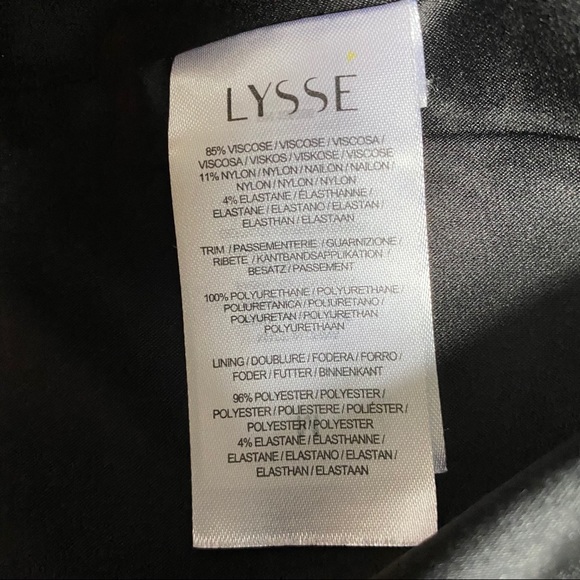 LYSSÉ
85% VISCOSE / VISCOSE / VISCOSA /
VISCOSA / VISKOS / VISKOSE / VISCOSE
11% NYLON / NYLON / NAILON / NAILON /
NYLON / NYLON / NYLON
4% ELASTANE / ÉLASTHANNE /
ELASTANE / ELASTANO / ELASTAN /
ELASTHAN / ELASTAAN
TRIM / PASSEMENTERIE / GUARNIZIONE /
RIBETE / KANTBANDSAPPLIKATION /
BESATZ / PASSEMENT
100% POLYURETHANE / POLYURETHANE /
POLIURETANICA / POLIURETANO /
POLYURETAN / POLYURETHAN
POLYURETHAAN
LINING / DOUBLURE / FODERA / FORRO /
FODER / FUTTER / BINNENKANT
96% POLYESTER / POLYESTER /
POLYESTER / POLIESTERE / POLIÉSTER /
POLYESTER / POLYESTER
4% ELASTANE / ÉLASTHANNE /
ELASTANE / ELASTANO / ELASTAN /
ELASTHAN / ELASTAAN